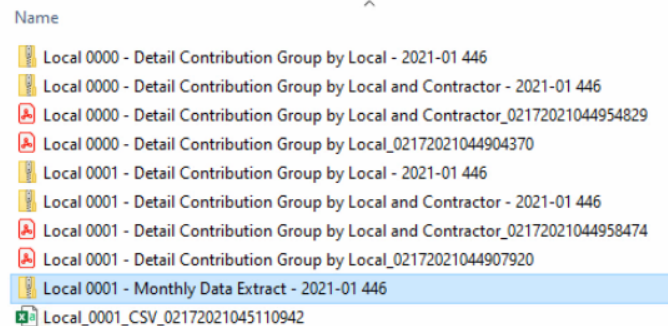 Name
Local 0000 - Detail Contribution Group by Local - 2021-01 446
Local 0000 - Detail Contribution Group by Local and Contractor - 2021-01 446
Local 0000 - Detail Contribution Group by Local and Contractor_02172021044954829
Local 0000 - Detail Contribution Group by Local_02172021044904370
Local 0001 - Detail Contribution Group by Local - 2021-01 446
Local 0001 - Detail Contribution Group by Local and Contractor - 2021-01 446
Local 0001 - Detail Contribution Group by Local and Contractor_02172021044958474
Local 0001 - Detail Contribution Group by Local_02172021044907920
Local 0001 - Monthly Data Extract - 2021-01 446
Local_0001_CSV_02172021045110942